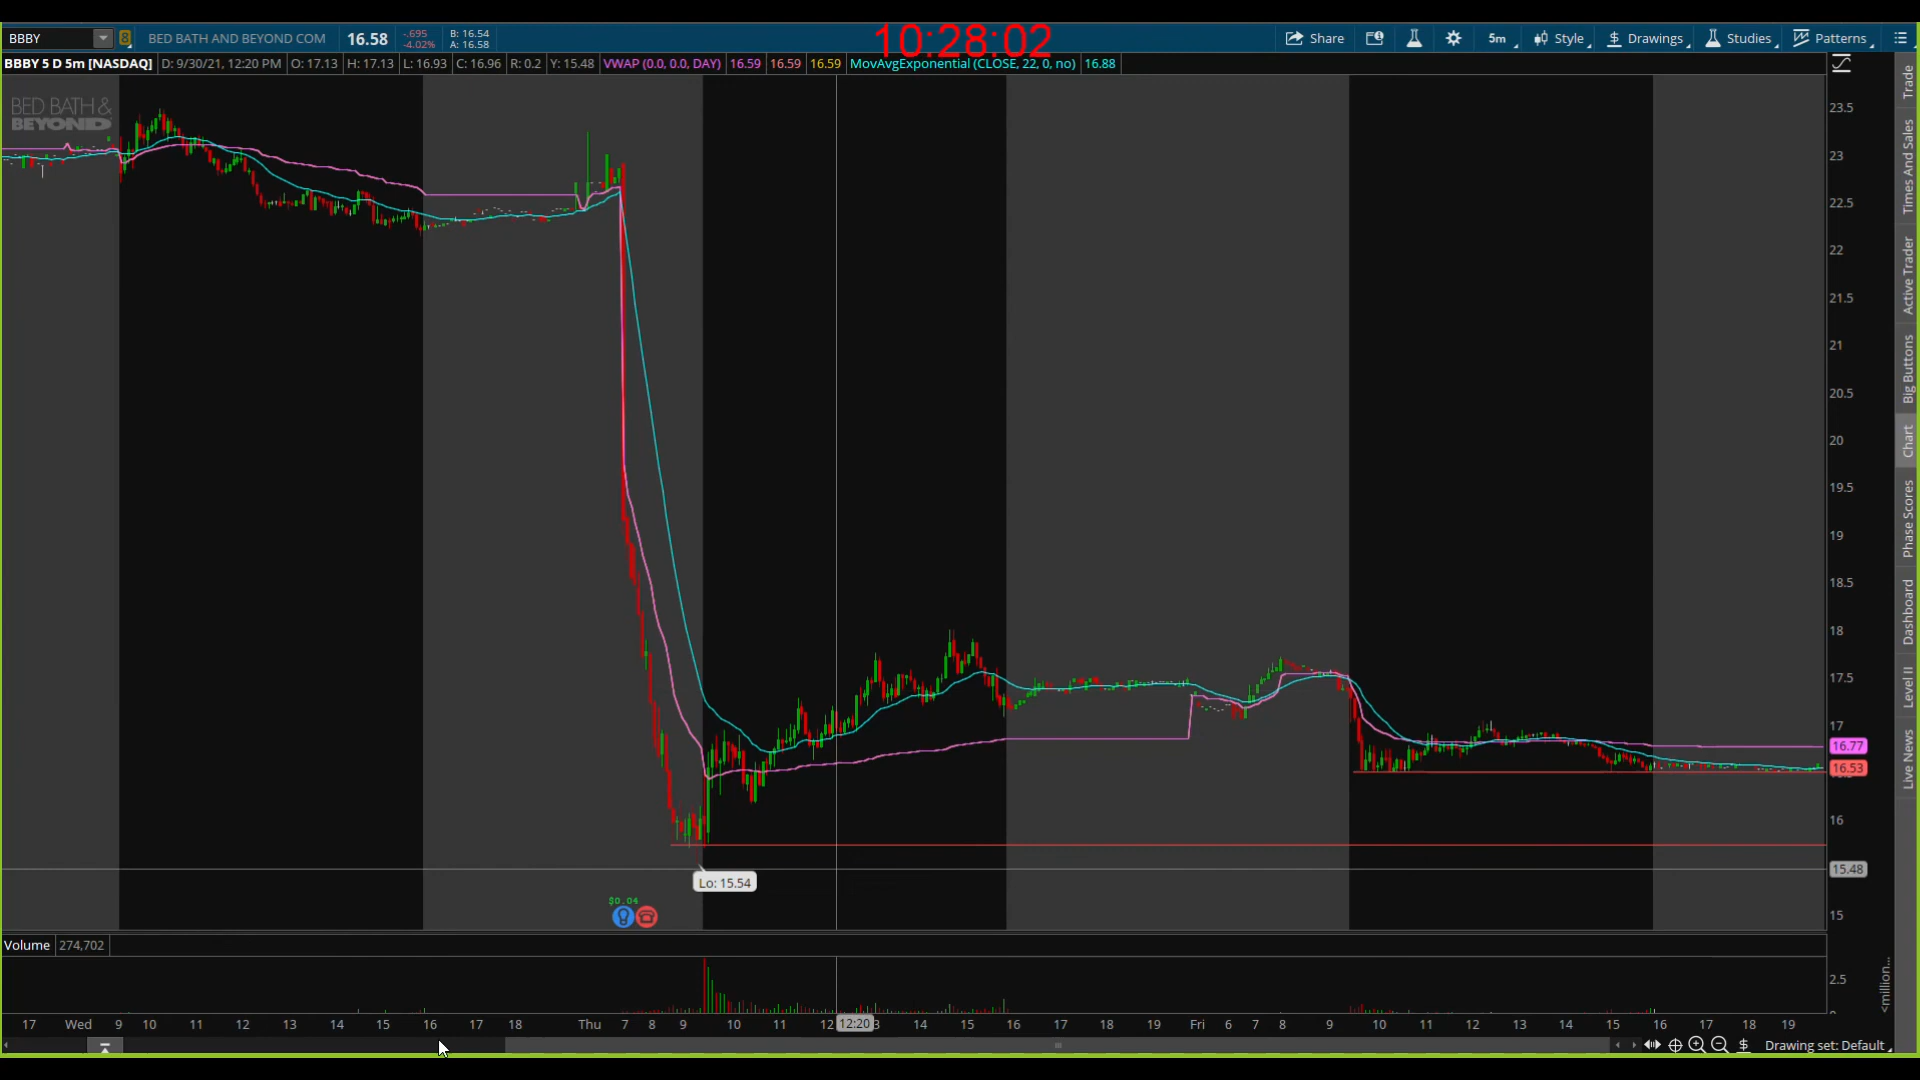 10:28:02
BBBY 8 BED BATH AND BEYOND COM 16.58 -.695 -4.02% B: 16.54 A: 16.58 Share 5m Style Drawings Studies Patterns
BBBY 5 D 5m [NASDAQ] D: 9/30/21, 12:20 PM O: 17.13 H: 17.13 L: 16.93 C: 16.96 R: 0.2 Y: 15.48 VWAP (0.0, 0.0, DAY) 16.59 16.59 16.59 MovAvgExponential (CLOSE, 22, 0, no) 16.88
BED BATH &
BEYOND
23.5
23
22.5
22
21.5
21
20.5
20
19.5
19
18.5
18
17.5
17
16.77
16.53
16
15.48
15
Lo: 15.54
$0.04
Trade
Times And Sales
Active Trader
Big Buttons
Chart
Phase Scores
Dashboard
Level II
Live News
Volume 274,702
2.5
<million...
17 Wed 9 10 11 12 13 14 15 16 17 18 Thu 7 8 9 10 11 12 12:20 3 14 15 16 17 18 19 Fri 6 7 8 9 10 11 12 13 14 15 16 17 18 19
Drawing set: Default